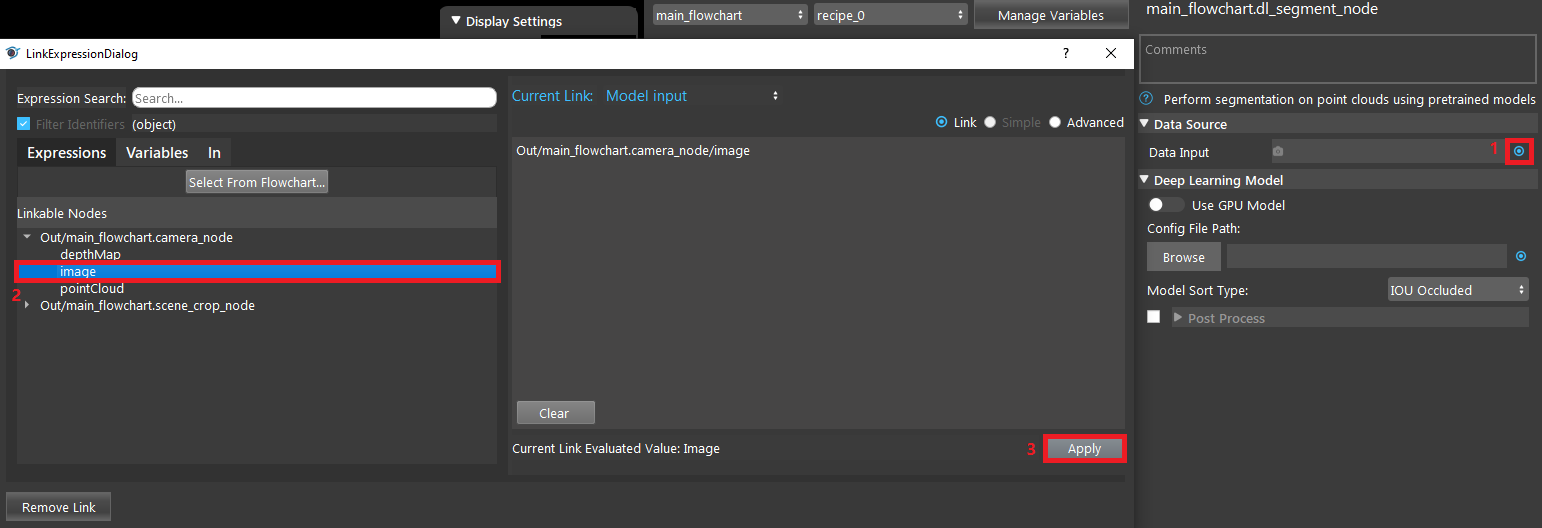 Display Settings
main_flowchart
recipe_0
Manage Variables
main_flowchart.dl_segment_node
LinkExpressionDialog
?
Expression Search:
Search...
Filter Identifiers
(object)
Expressions
Variables
In
Select From Flowchart...
Linkable Nodes
Out/main_flowchart.camera_node
depthMap
image
2
pointCloud
Out/main_flowchart.scene_crop_node
Remove Link
Current Link:
Model input
Link
Simple
Advanced
Out/main_flowchart.camera_node/image
Clear
Current Link Evaluated Value: Image
3
Apply
Comments
? Perform segmentation on point clouds using pretrained models
Data Source
Data Input
1
Deep Learning Model
Use GPU Model
Config File Path:
Browse
Model Sort Type:
IOU Occluded
Post Process